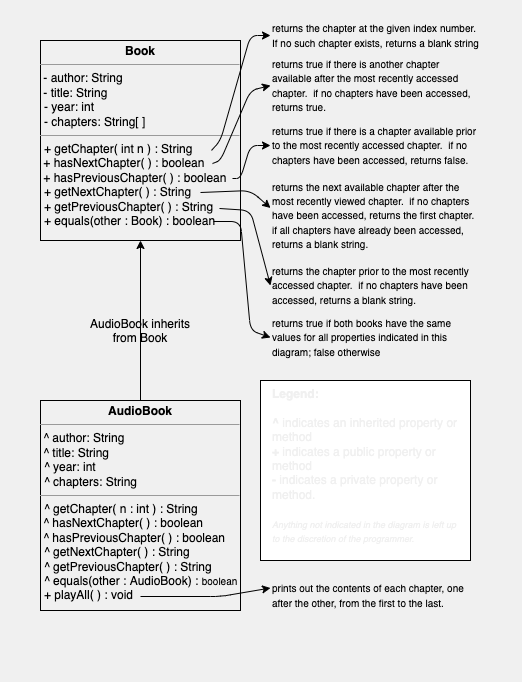 Book
- author: String
- title: String
- year: int
- chapters: String[ ]
+ getChapter( int n ) : String
+ hasNextChapter( ) : boolean
+ hasPreviousChapter( ) : boolean
+ getNextChapter( ) : String
+ getPreviousChapter( ) : String
+ equals(other : Book) : boolean
returns the chapter at the given index number.
If no such chapter exists, returns a blank string
returns true if there is another chapter
available after the most recently accessed
chapter. if no chapters have been accessed,
returns true.
returns true if there is a chapter available prior
to the most recently accessed chapter. if no
chapters have been accessed, returns false.
returns the next available chapter after the
most recently viewed chapter. if no chapters
have been accessed, returns the first chapter.
if all chapters have already been accessed,
returns a blank string.
returns the chapter prior to the most recently
accessed chapter. if no chapters have been
accessed, returns a blank string.
returns true if both books have the same
values for all properties indicated in this
diagram; false otherwise
AudioBook inherits
from Book
AudioBook
^ author: String
^ title: String
^ year: int
^ chapters: String
^ getChapter( n : int ) : String
^ hasNextChapter( ) : boolean
^ hasPreviousChapter( ) : boolean
^ getNextChapter( ) : String
^ getPreviousChapter( ) : String
^ equals(other : AudioBook) : boolean
+ playAll( ) : void
Legend:
^ indicates an inherited property or
method
+ indicates a public property or
method
- indicates a private property or
method.
Anything not indicated in the diagram is left up
to the discretion of the programmer.
prints out the contents of each chapter, one
after the other, from the first to the last.